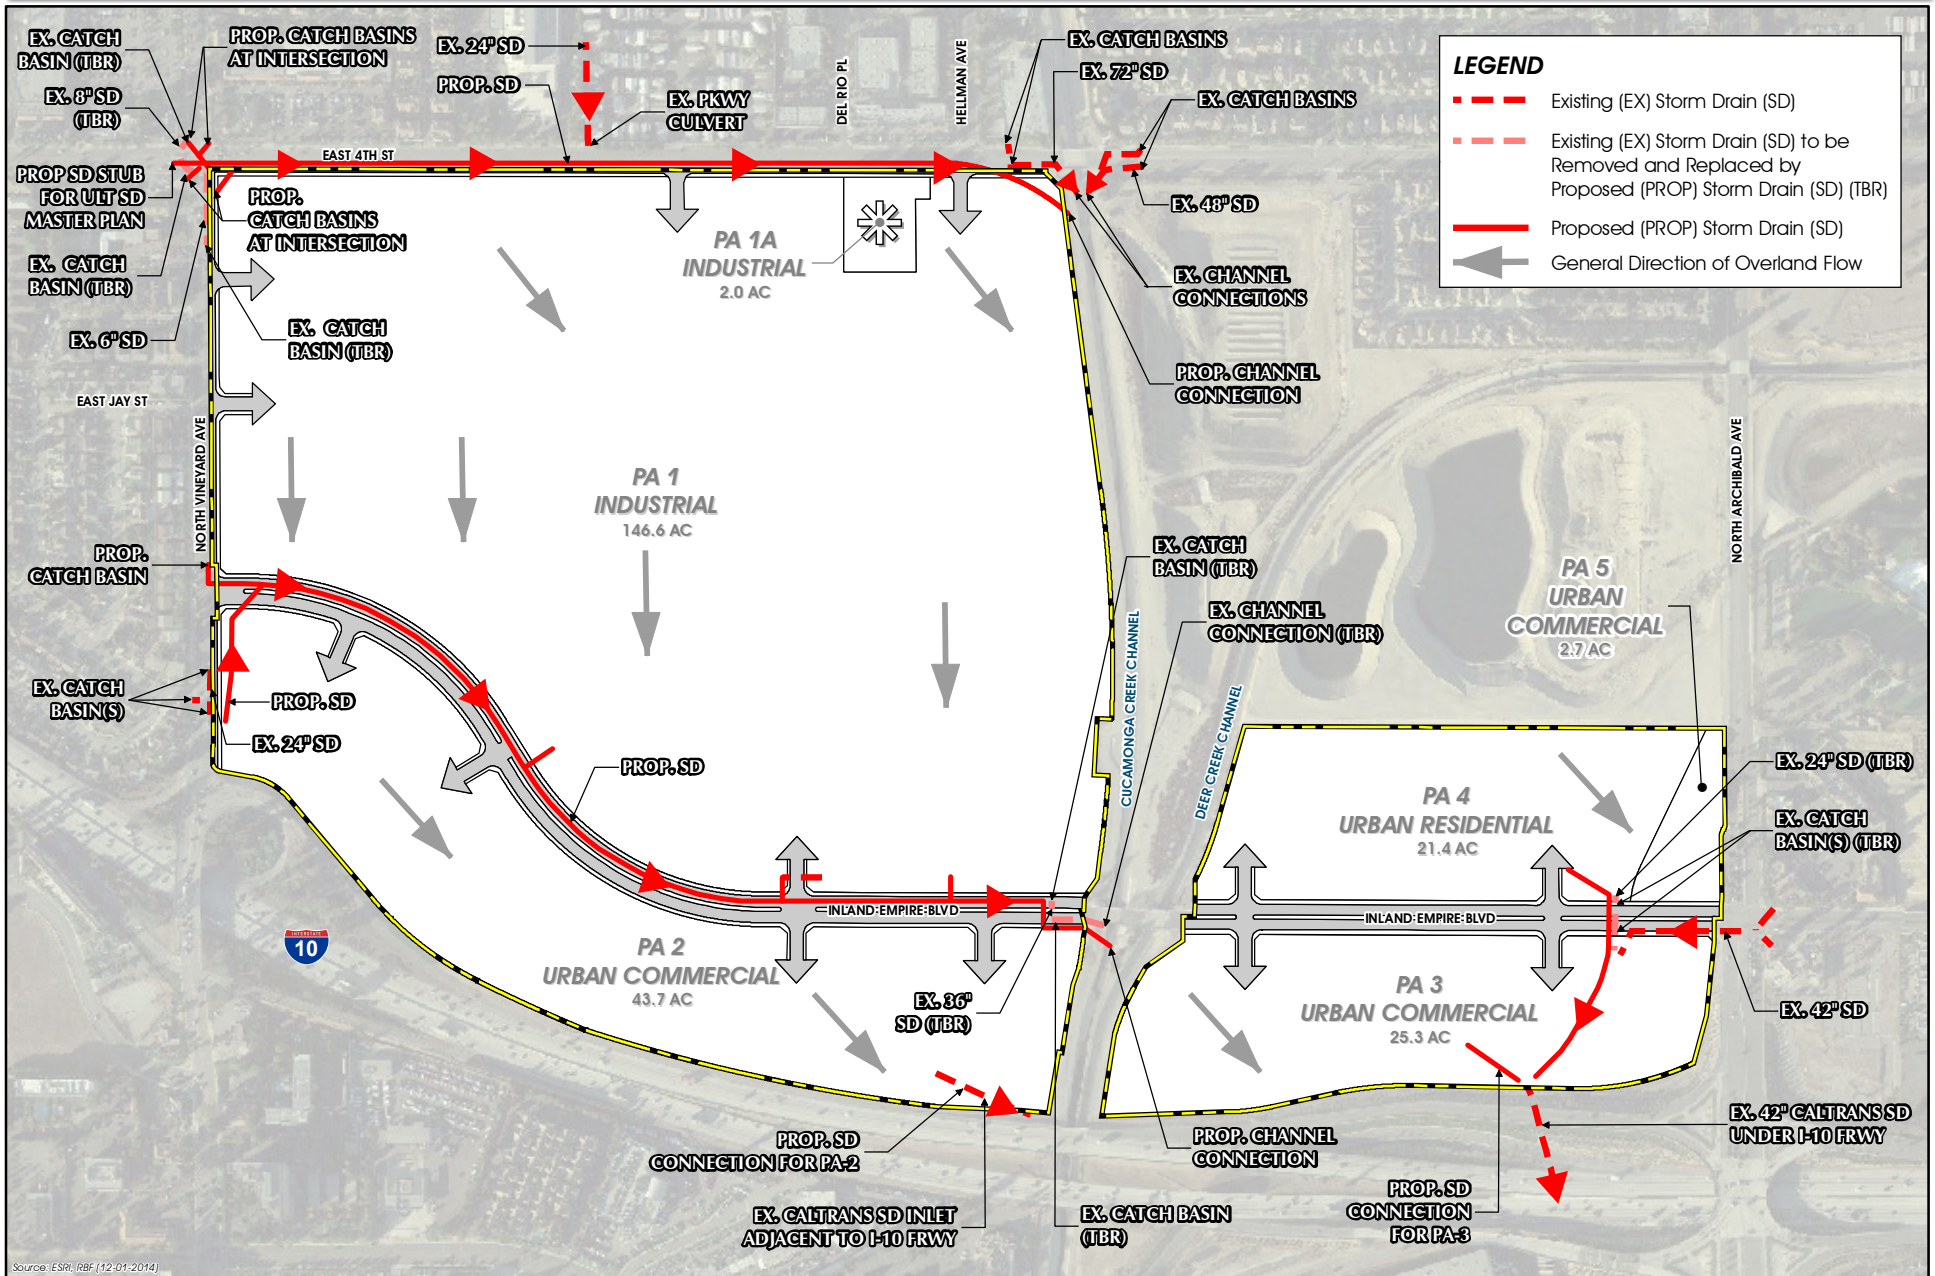 EX. CATCH
BASIN (TBR)
PROP. CATCH BASINS
AT INTERSECTION
EX. 24" SD
PROP. SD
EX. PKWY
CULVERT
DEL RIO PL
HELLMAN AVE
EX. CATCH BASINS
EX. 72" SD
EX. CATCH BASINS
EX. 8" SD
(TBR)
EAST 4TH ST
PROP SD STUB
FOR ULT SD
MASTER PLAN
PROP.
CATCH BASINS
AT INTERSECTION
EX. 48" SD
LEGEND
Existing (EX) Storm Drain (SD)
Existing (EX) Storm Drain (SD) to be
Removed and Replaced by
Proposed (PROP) Storm Drain (SD) (TBR)
Proposed (PROP) Storm Drain (SD)
General Direction of Overland Flow
EX. CATCH
BASIN (TBR)
PA 1A
INDUSTRIAL
2.0 AC
EX. CHANNEL
CONNECTIONS
EX. 6" SD
EX. CATCH
BASIN (TBR)
PROP. CHANNEL
CONNECTION
EAST JAY ST
NORTH VINEYARD AVE
NORTH ARCHIBALD AVE
PA 1
INDUSTRIAL
146.6 AC
PROP.
CATCH BASIN
EX. CATCH
BASIN (TBR)
EX. CHANNEL
CONNECTION (TBR)
PA 5
URBAN
COMMERCIAL
2.7 AC
CUCAMONGA CREEK CHANNEL
DEER CREEK CHANNEL
EX. CATCH
BASIN(S)
PROP. SD
EX. 24" SD
PROP. SD
EX. 24" SD (TBR)
PA 4
URBAN RESIDENTIAL
21.4 AC
EX. CATCH
BASIN(S) (TBR)
INLAND EMPIRE BLVD
INLAND EMPIRE BLVD
INTERSTATE
10
PA 2
URBAN COMMERCIAL
43.7 AC
EX. 36"
SD (TBR)
PA 3
URBAN COMMERCIAL
25.3 AC
EX. 42" SD
PROP. SD
CONNECTION FOR PA-2
PROP. CHANNEL
CONNECTION
EX. 42" CALTRANS SD
UNDER I-10 FRWY
EX. CALTRANS SD INLET
ADJACENT TO I-10 FRWY
EX. CATCH BASIN
(TBR)
PROP. SD
CONNECTION
FOR PA-3
Source: ESRI, RBF (12-01-2014)